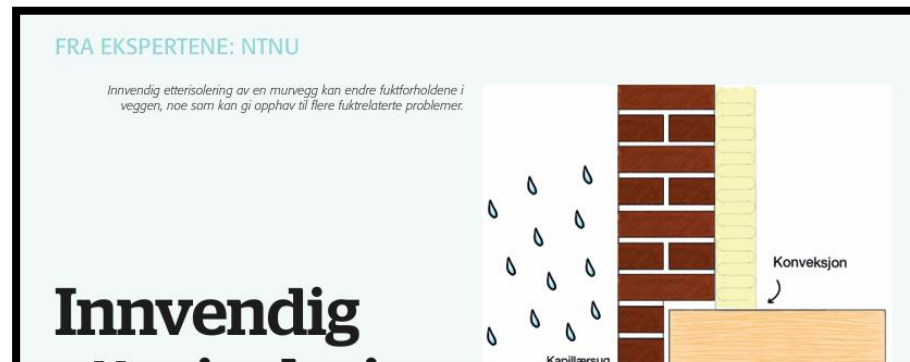 FRA EKSPERTENE: NTNU
Innvendig etterisolering av en murvegg kan endre fuktforholdene i
veggen, noe som kan gi opphav til flere fuktrelaterte problemer.
Konveksjon
Innvendig
Kapillærsug